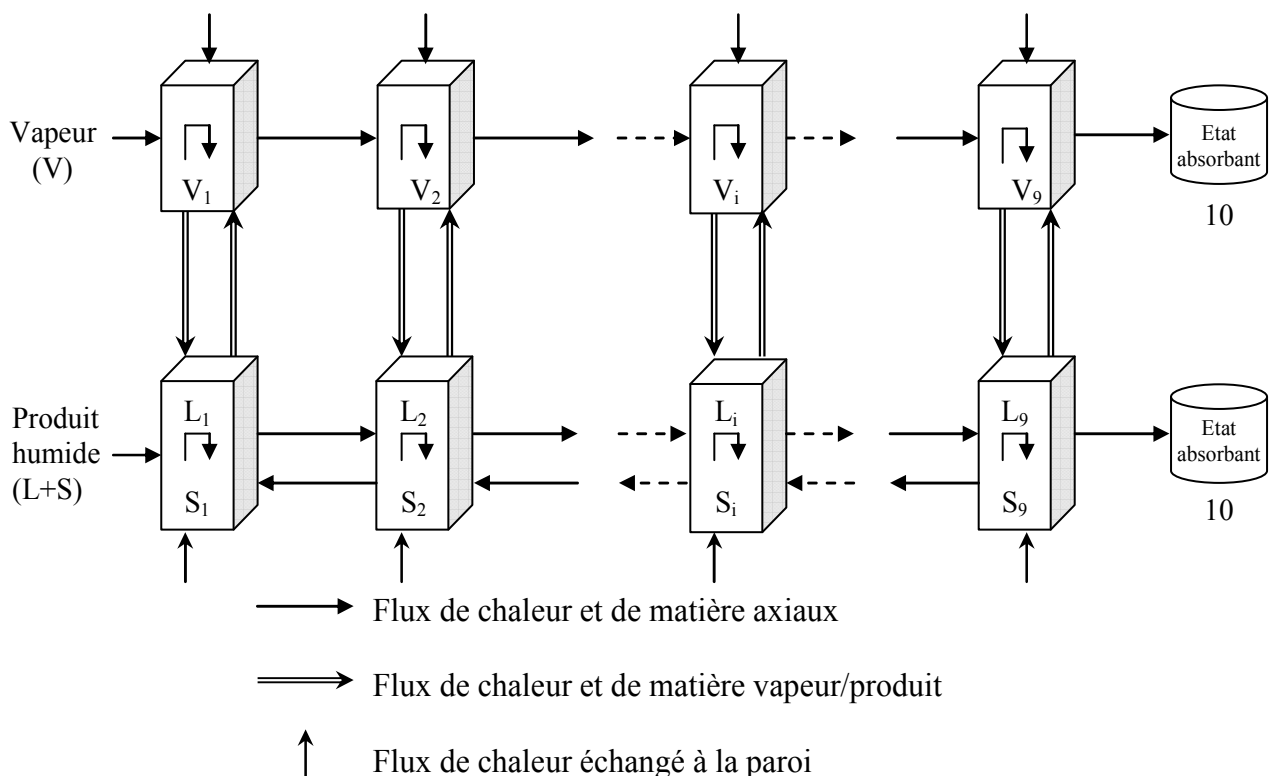 Vapeur
(V)
V1
V2
Vi
V9
Etat
absorbant
10
Produit
humide
(L+S)
L1
S1
L2
S2
Li
Si
L9
S9
Etat
absorbant
10
Flux de chaleur et de matière axiaux
Flux de chaleur et de matière vapeur/produit
Flux de chaleur échangé à la paroi